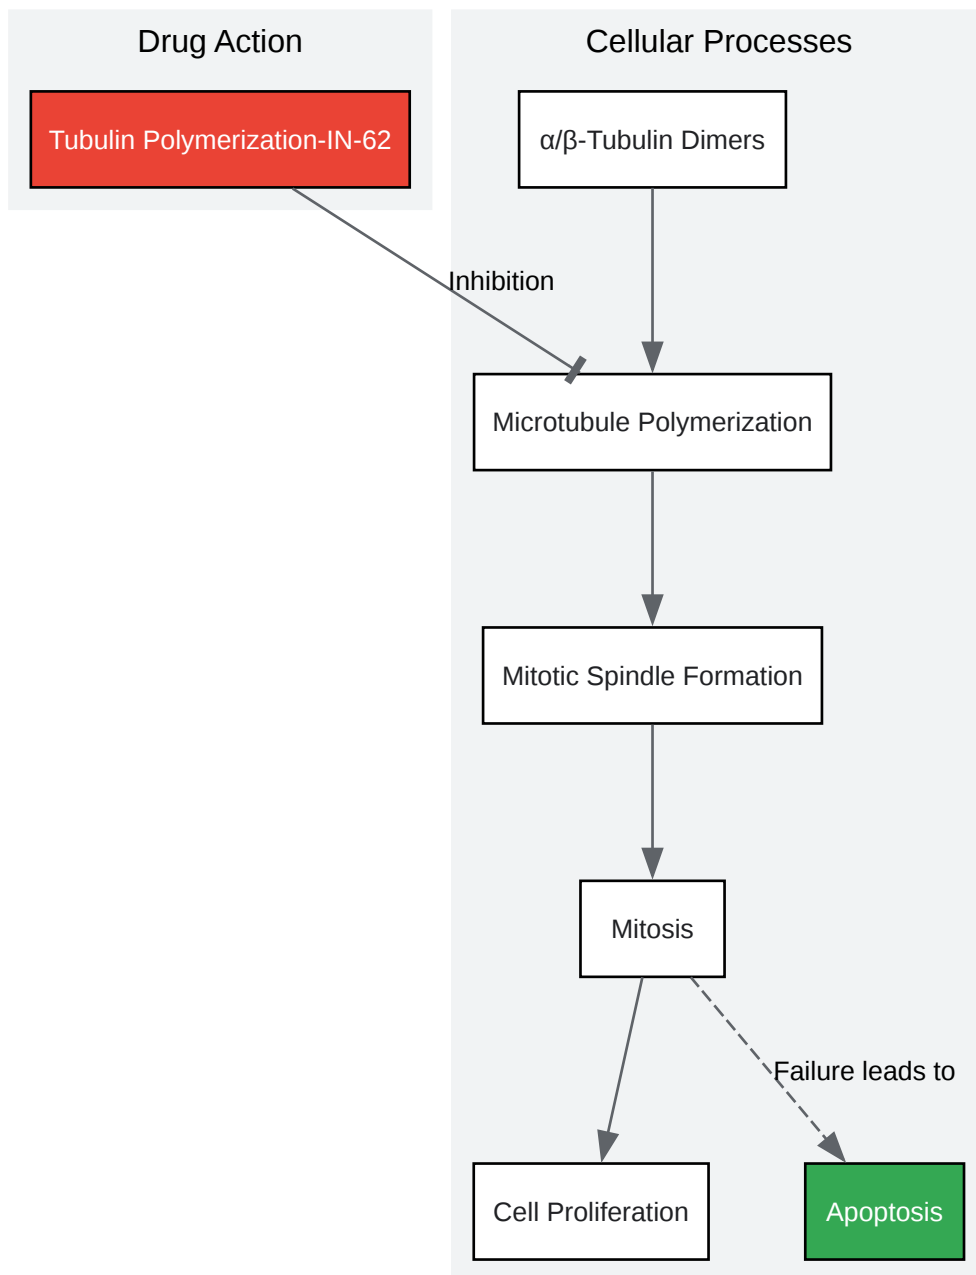 Drug Action
Cellular Processes
Tubulin Polymerization-IN-62
α/β-Tubulin Dimers
Inhibition
Microtubule Polymerization
Mitotic Spindle Formation
Mitosis
Failure leads to
Cell Proliferation
Apoptosis